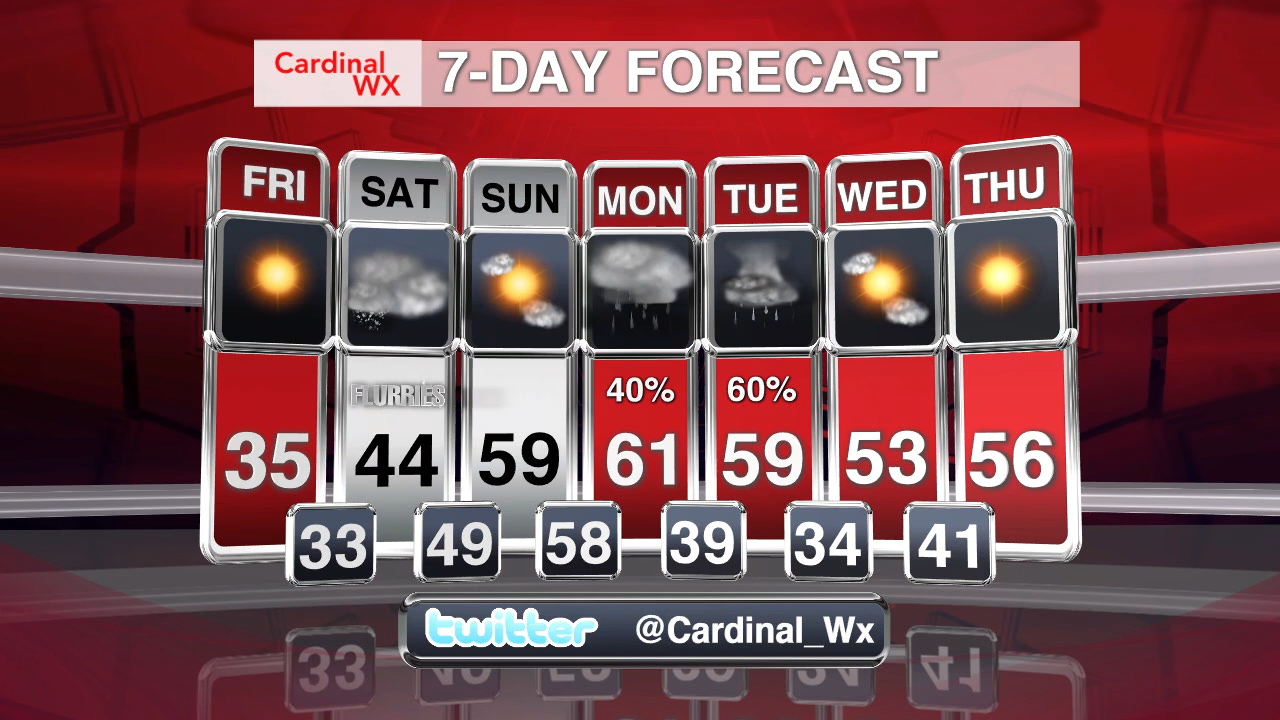 Cardinal
WX
7-DAY FORECAST
FRI SAT SUN MON TUE WED THU
FLURRIES 40% 60%
35 44 59 61 59 53 56
33 49 58 39 34 41
twitter @Cardinal_Wx